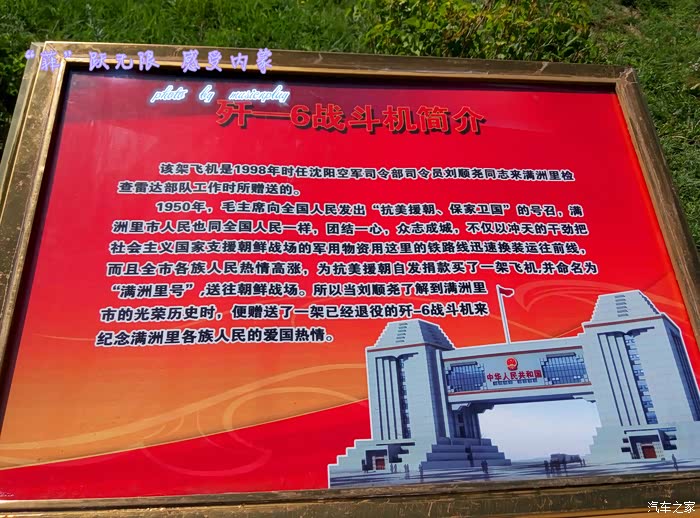 “辉”跃无限 感受内蒙
photo by
歼—6战斗机简介
该架飞机是1998年时任沈阳空军司令部司令员刘顺尧同志来满洲里检
查雷达部队工作时所赠送的。
1950年，毛主席向全国人民发出“抗美援朝、保家卫国”的号召，满
洲里市人民也同全国人民一样，团结一心，众志成城，不仅以冲天的干劲把
社会主义国家支援朝鲜战场的军用物资用这里的铁路线迅速换装运往前线，
而且全市各族人民热情高涨，为抗美援朝自发捐款买了一架飞机,并命名为
“满洲里号”,送往朝鲜战场。所以当刘顺尧了解到满洲里
市的光荣历史时，便赠送了一架已经退役的歼-6战斗机来
纪念满洲里各族人民的爱国热情。
中华人民共和国
汽车之家